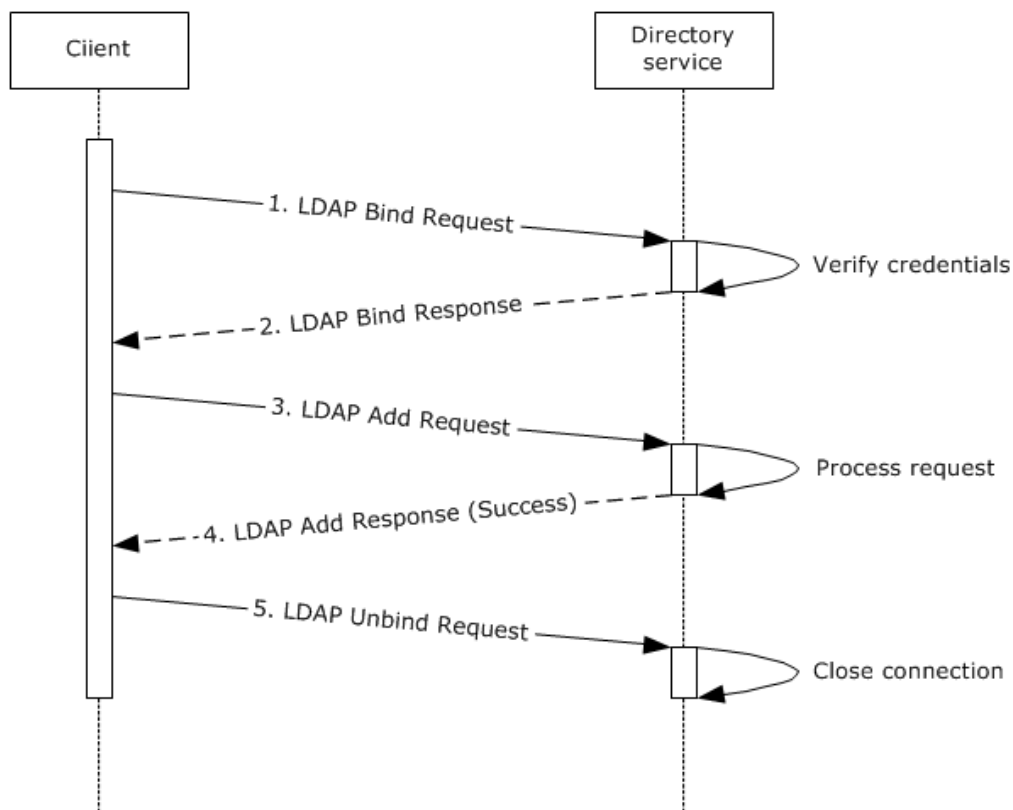 Ciient
Directory
service
1. LDAP Bind Request
Verify credentials
2. LDAP Bind Response
3. LDAP Add Request
Process request
4. LDAP Add Response (Success)
5. LDAP Unbind Request
Close connection